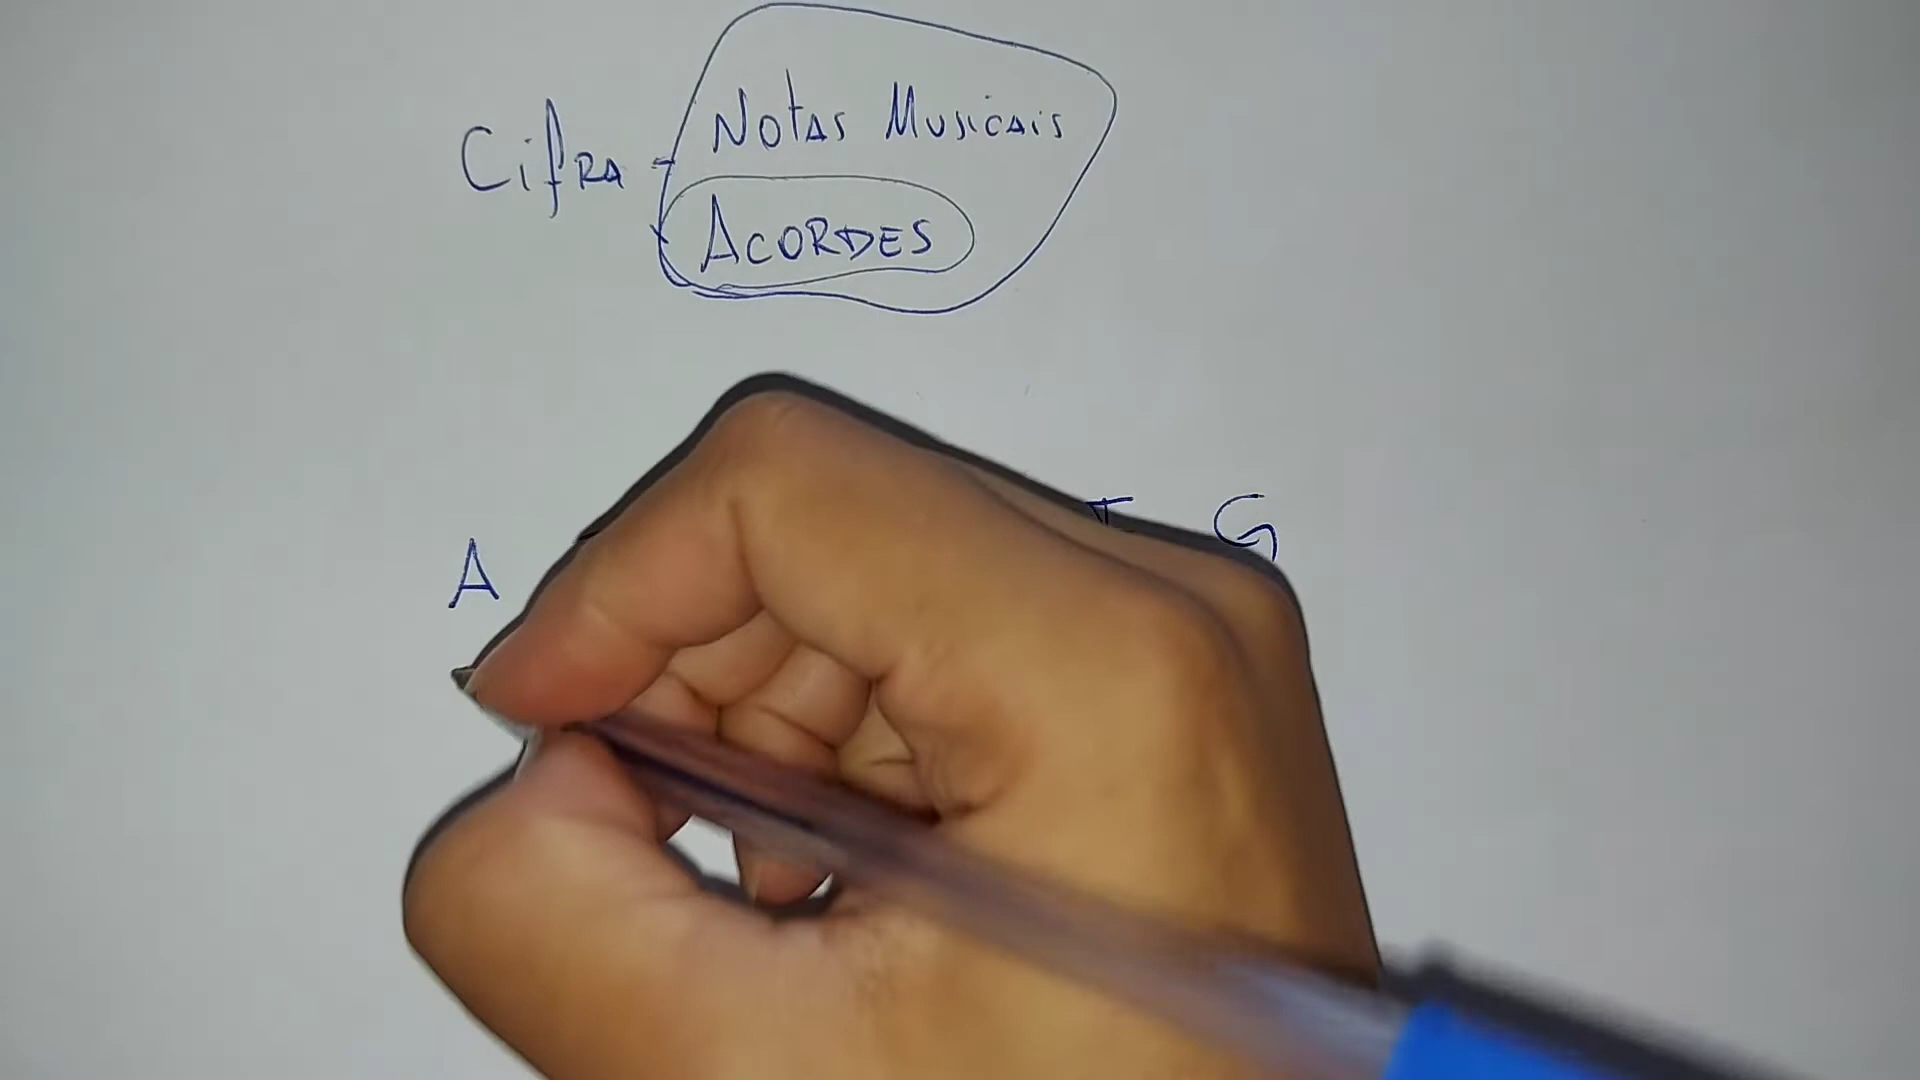 Notas Musicais
Cifra -
Acordes
A G